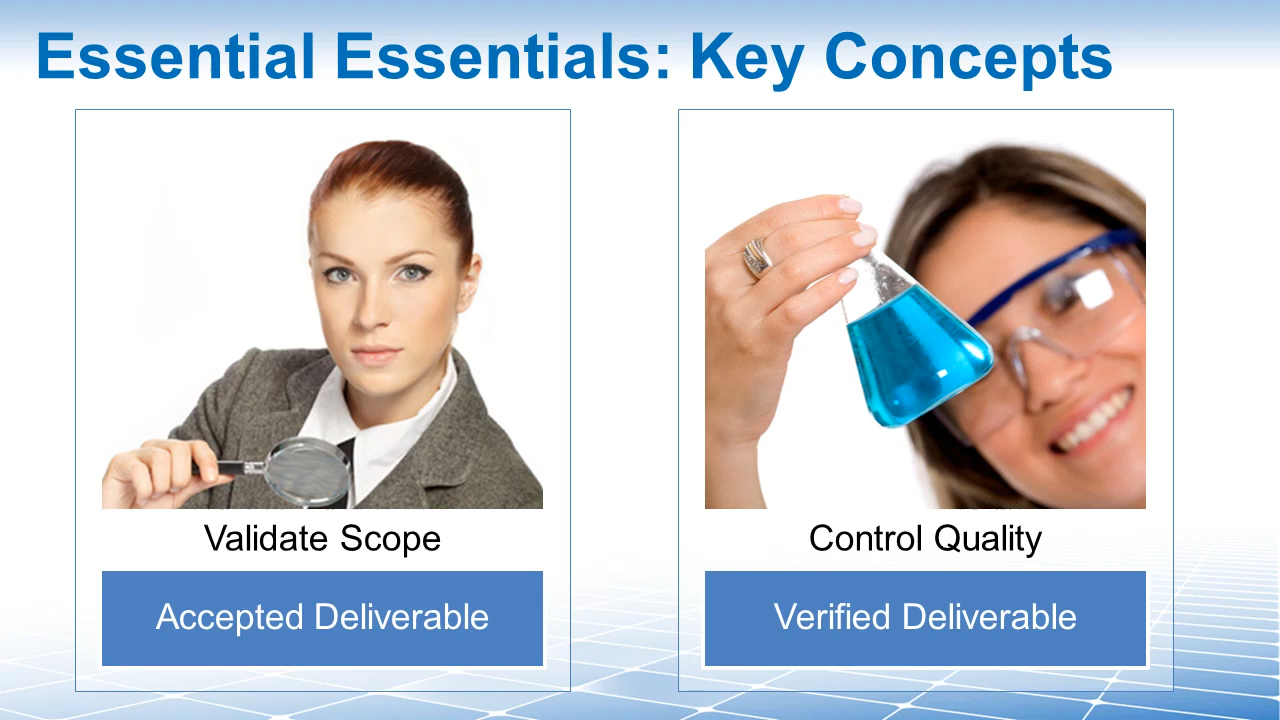 Essential Essentials: Key Concepts
Validate Scope
Accepted Deliverable
Control Quality
Verified Deliverable